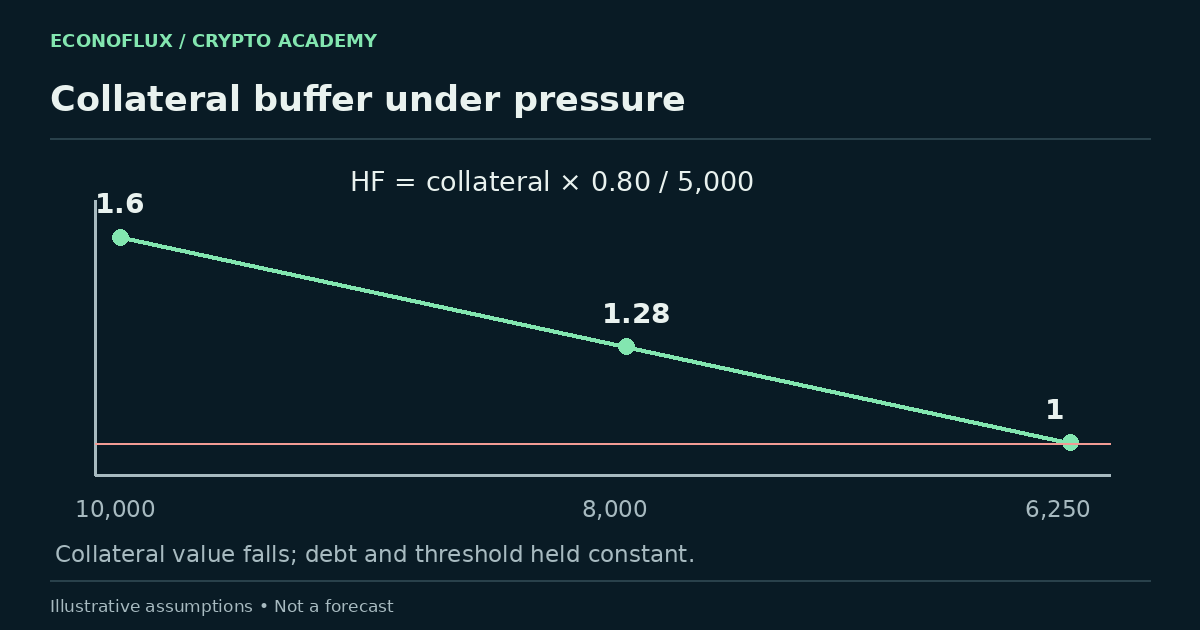 ECONOFLUX / CRYPTO ACADEMY
Collateral buffer under pressure
HF = collateral × 0.80 / 5,000
1.6
1.28
1
10,000 8,000 6,250
Collateral value falls; debt and threshold held constant.
Illustrative assumptions • Not a forecast